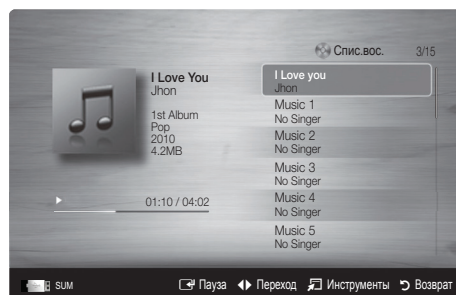 Спис.вос. 3/15
I Love You
Jhon
1st Album
Pop
2010
4.2MB
01:10 / 04:02
I Love you
Jhon
Music 1
No Singer
Music 2
No Singer
Music 3
No Singer
Music 4
No Singer
Music 5
No Singer
SUM Пауза Переход Инструменты Возврат